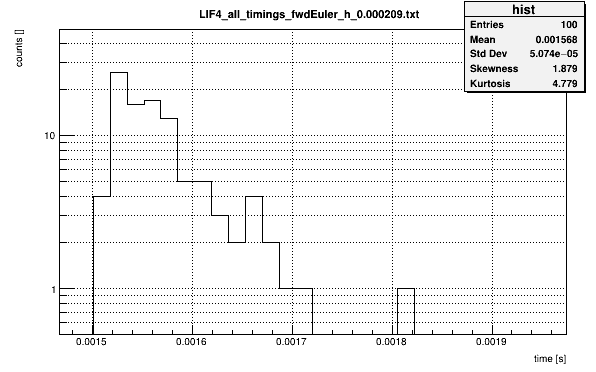 LIF4_all_timings_fwdEuler_h_0.000209.txt
hist
Entries 100
Mean 0.001568
Std Dev 5.074e−05
Skewness 1.879
Kurtosis 4.779
counts []
10
1
0.0015 0.0016 0.0017 0.0018 0.0019
time [s]